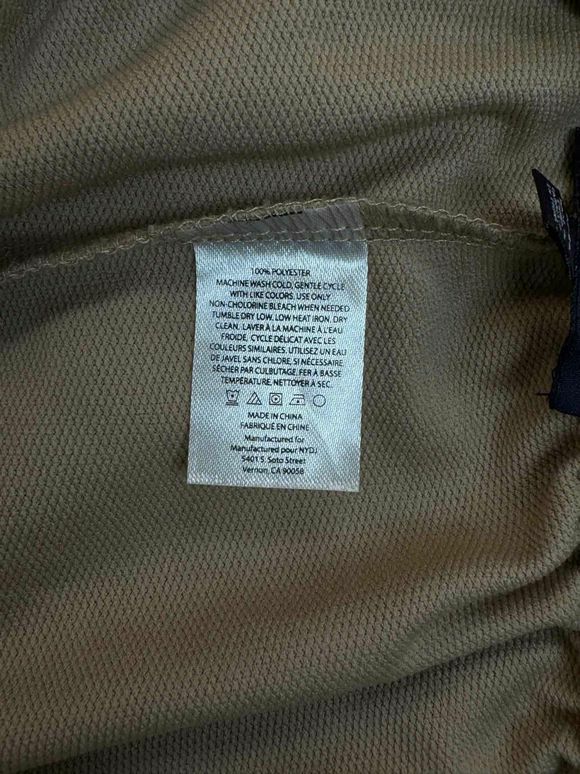 100% POLYESTER
MACHINE WASH COLD, GENTLE CYCLE
WITH LIKE COLORS. USE ONLY
NON-CHOLORINE BLEACH WHEN NEEDED
TUMBLE DRY LOW. LOW HEAT IRON. DRY
CLEAN. LAVER À LA MACHINE À L'EAU
FROIDE, CYCLE DÉLICAT AVEC LES
COULEURS SIMILAIRES. UTILISEZ UN EAU
DE JAVEL SANS CHLORE, SI NÉCESSAIRE.
SÉCHER PAR CULBUTAGE. FER À BASSE
TEMPÉRATURE. NETTOYER À SEC.
MADE IN CHINA
FABRIQUÉ EN CHINE
Manufactured for
Manufactured pour NYDJ
5401 S. Soto Street
Vernon, CA 90058